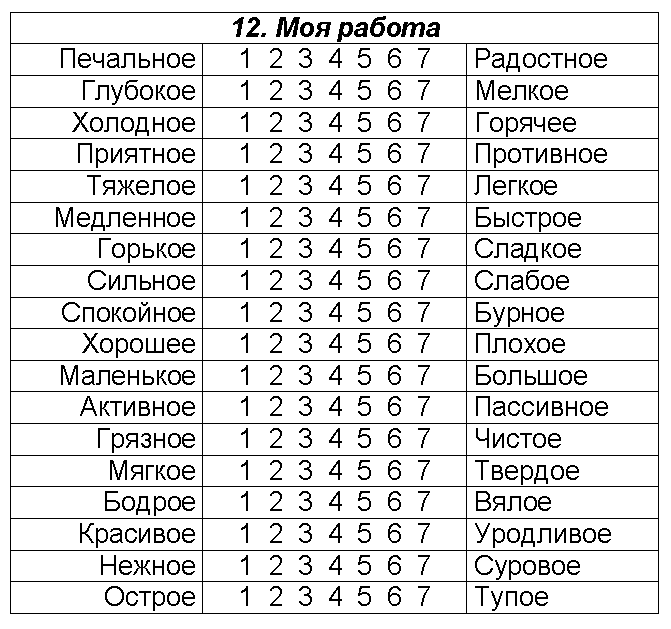 12. Моя работа
Печальное 1 2 3 4 5 6 7 Радостное
Глубокое 1 2 3 4 5 6 7 Мелкое
Холодное 1 2 3 4 5 6 7 Горячее
Приятное 1 2 3 4 5 6 7 Противное
Тяжелое 1 2 3 4 5 6 7 Легкое
Медленное 1 2 3 4 5 6 7 Быстрое
Горькое 1 2 3 4 5 6 7 Сладкое
Сильное 1 2 3 4 5 6 7 Слабое
Спокойное 1 2 3 4 5 6 7 Бурное
Хорошее 1 2 3 4 5 6 7 Плохое
Маленькое 1 2 3 4 5 6 7 Большое
Активное 1 2 3 4 5 6 7 Пассивное
Грязное 1 2 3 4 5 6 7 Чистое
Мягкое 1 2 3 4 5 6 7 Твердое
Бодрое 1 2 3 4 5 6 7 Вялое
Красивое 1 2 3 4 5 6 7 Уродливое
Нежное 1 2 3 4 5 6 7 Суровое
Острое 1 2 3 4 5 6 7 Тупое